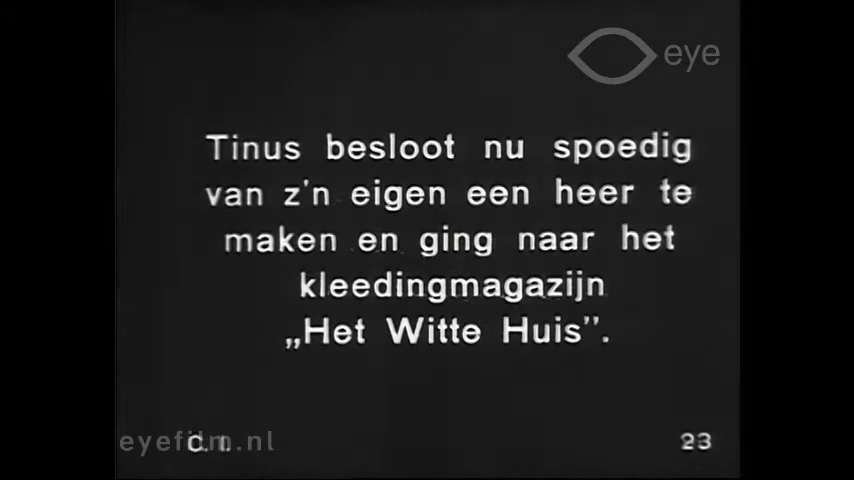 eye
Tinus besloot nu spoedig
van z'n eigen een heer te
maken en ging naar het
kleedingmagazijn
„Het Witte Huis”.
eyefilm.nl
C. I.
23